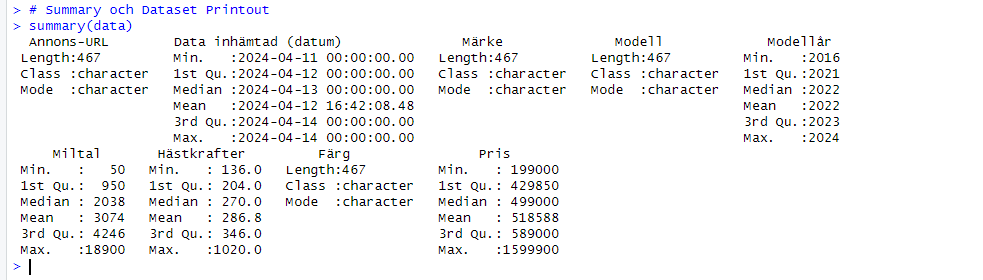 > # Summary och Dataset Printout
> summary(data)
  Annons-URL         Data inhämtad (datum)               Märke              Modell             Modellår
 Length:467         Min.   :2024-04-11 00:00:00.00   Length:467         Length:467         Min.   :2016
 Class :character   1st Qu.:2024-04-12 00:00:00.00   Class :character   Class :character   1st Qu.:2021
 Mode  :character   Median :2024-04-13 00:00:00.00   Mode  :character   Mode  :character   Median :2022
                    Mean   :2024-04-12 16:42:08.48                                         Mean   :2022
                    3rd Qu.:2024-04-14 00:00:00.00                                         3rd Qu.:2023
                    Max.   :2024-04-14 00:00:00.00                                         Max.   :2024
     Miltal       Hästkrafter         Färg                Pris
 Min.   :   50   Min.   : 136.0   Length:467         Min.   : 199000
 1st Qu.:  950   1st Qu.: 204.0   Class :character   1st Qu.: 429850
 Median : 2038   Median : 270.0   Mode  :character   Median : 499000
 Mean   : 3074   Mean   : 286.8                      Mean   : 518588
 3rd Qu.: 4246   3rd Qu.: 346.0                      3rd Qu.: 589000
 Max.   :18900   Max.   :1020.0                      Max.   :1599900
>